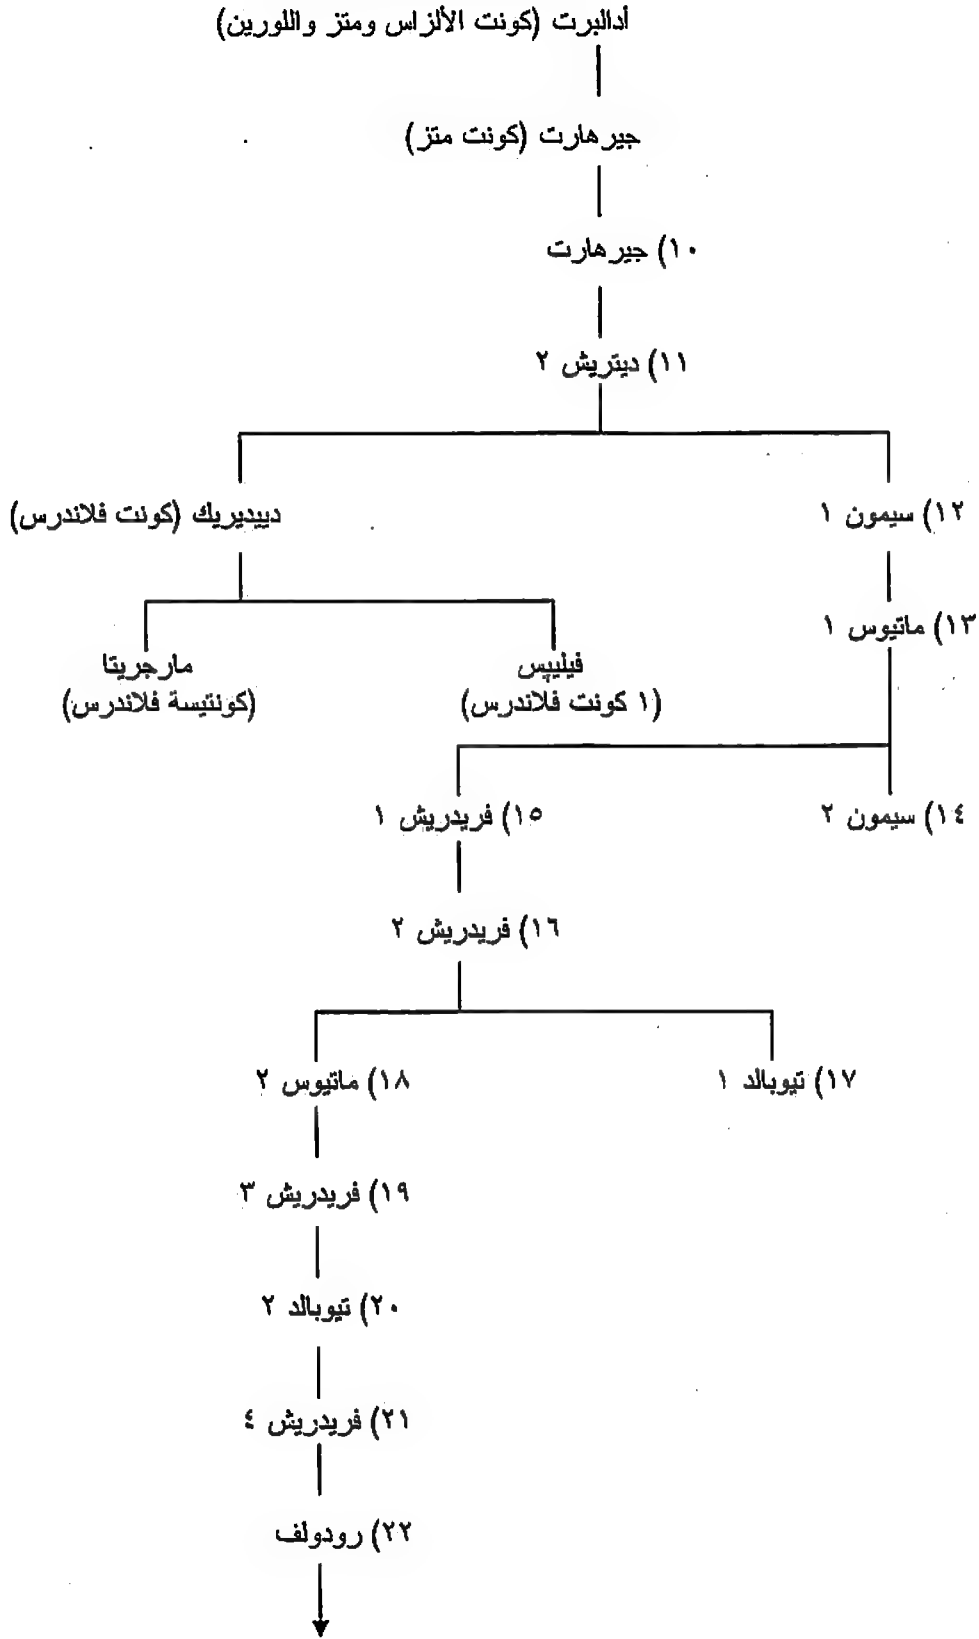 أدالبرت (كونت الألزاس ومتز واللورين)
جيرهارت (كونت متز)
١٠) جيرهارت
١١) ديتريش ٢
١٢) سيمون ١
دييديريك (كونت فلاندرس)
١٣) ماتيوس ١
فيليپس
(١ كونت فلاندرس)
مارجريتا
(كونتيسة فلاندرس)
١٤) سيمون ٢
١٥) فريدريش ١
١٦) فريدريش ٢
١٧) تيوبالد ١
١٨) ماتيوس ٢
١٩) فريدريش ٣
٢٠) تيوبالد ٢
٢١) فريدريش ٤
٢٢) رودولف